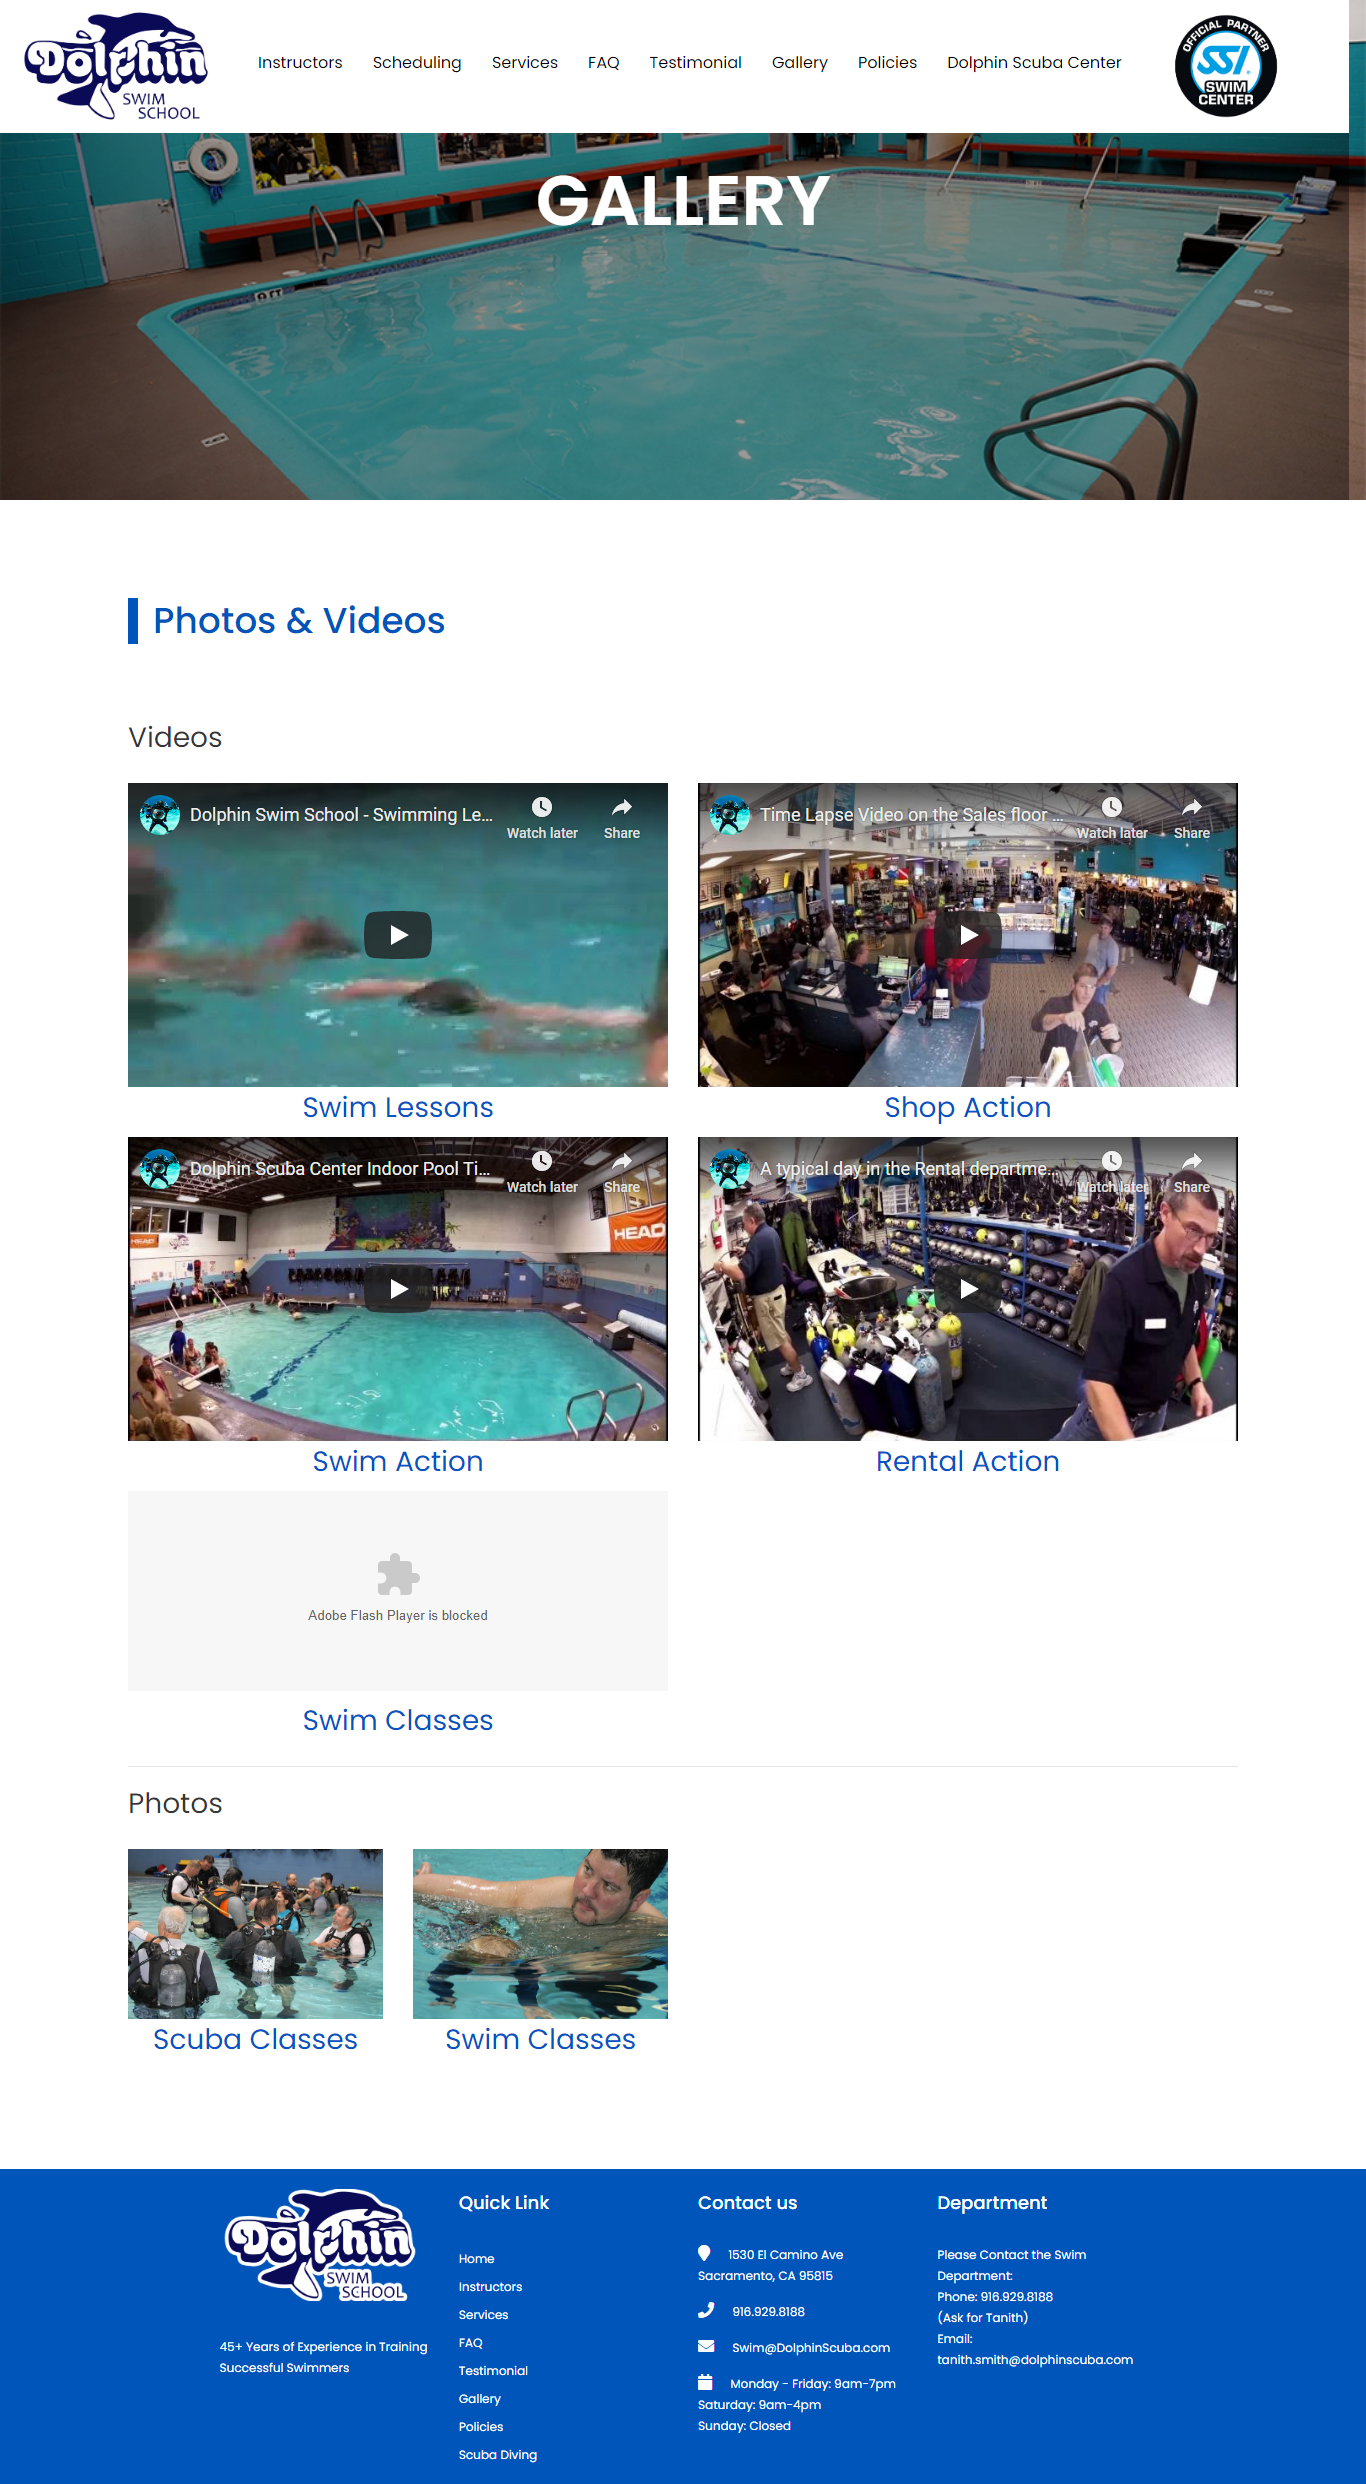 Dolphin
SWIM
SCHOOL
Instructors
Scheduling
Services
FAQ
Testimonial
Gallery
Policies
Dolphin Scuba Center
OFFICIAL PARTNER
SSI
SWIM
CENTER
GALLERY
Photos & Videos
Videos
Dolphin Swim School - Swimming Le...
Watch later
Share
Time Lapse Video on the Sales floor ...
Watch later
Share
Swim Lessons
Shop Action
Dolphin Scuba Center Indoor Pool Ti...
Watch later
Share
HEAD
HEAD
A typical day in the Rental departme...
Watch later
Share
Swim Action
Rental Action
Adobe Flash Player is blocked
Swim Classes
Photos
Scuba Classes
Swim Classes
Dolphin
SWIM
SCHOOL
45+ Years of Experience in Training
Successful Swimmers
Quick Link
Home
Instructors
Services
FAQ
Testimonial
Gallery
Policies
Scuba Diving
Contact us
1530 El Camino Ave
Sacramento, CA 95815
916.929.8188
Swim@DolphinScuba.com
Monday - Friday: 9am-7pm
Saturday: 9am-4pm
Sunday: Closed
Department
Please Contact the Swim
Department:
Phone: 916.929.8188
(Ask for Tanith)
Email:
tanith.smith@dolphinscuba.com